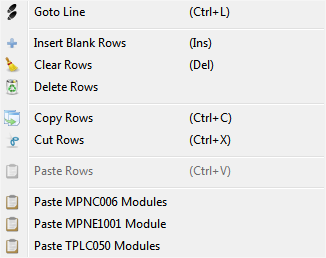 Goto Line (Ctrl+L)
Insert Blank Rows (Ins)
Clear Rows (Del)
Delete Rows
Copy Rows (Ctrl+C)
Cut Rows (Ctrl+X)
Paste Rows (Ctrl+V)
Paste MPNC006 Modules
Paste MPNE1001 Module
Paste TPLC050 Modules